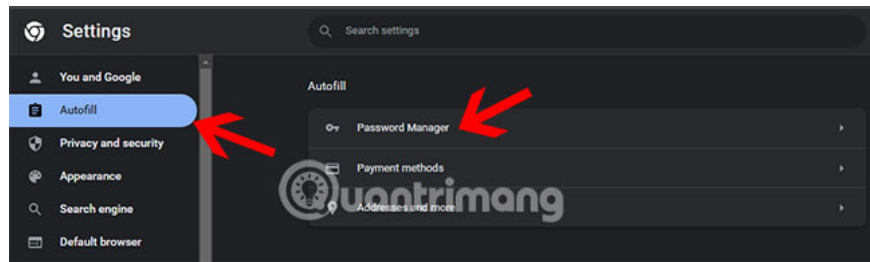 Settings
Search settings
You and Google
Autofill
Privacy and security
Appearance
Search engine
Default browser
Autofill
Password Manager
Payment methods
Addresses and more
Quantrimang